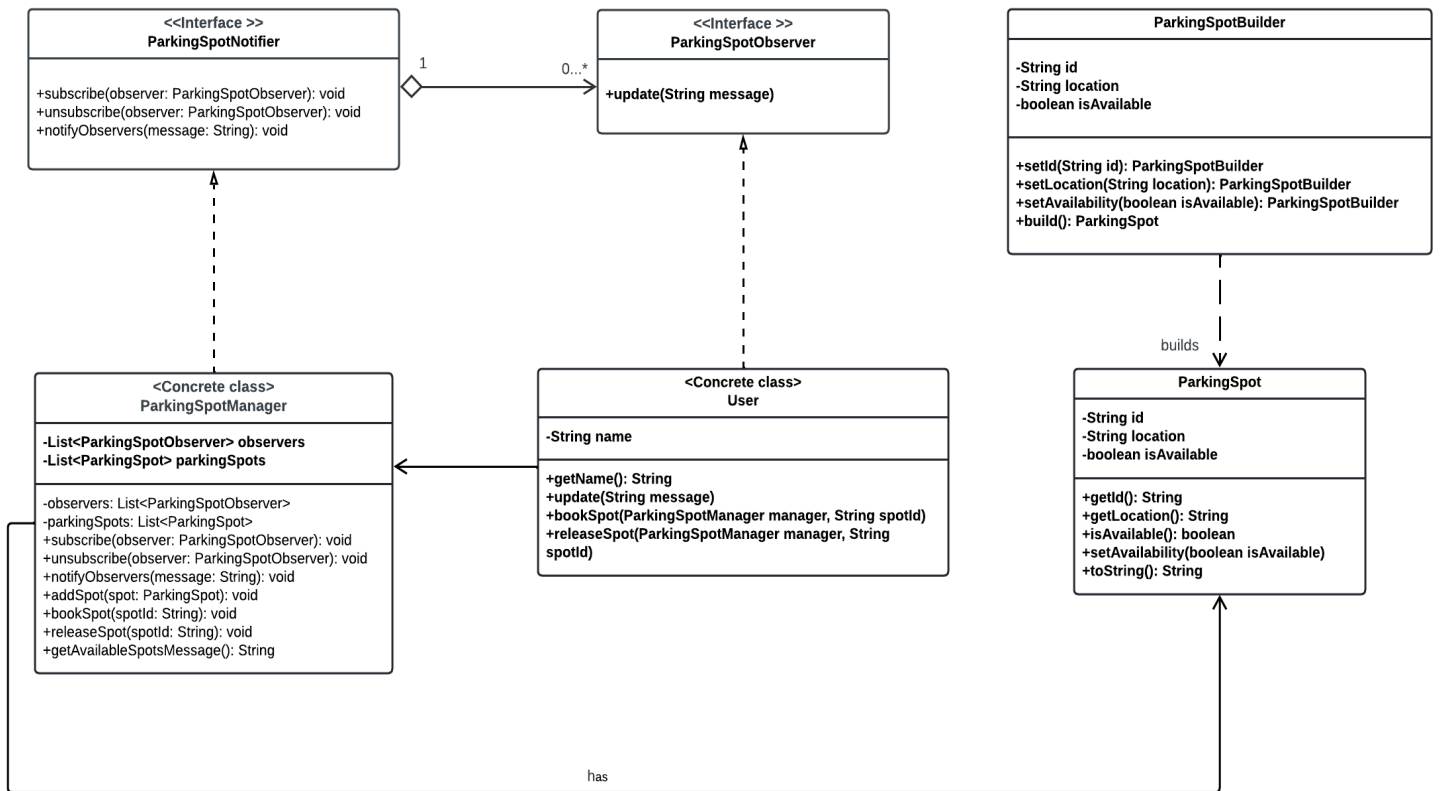 <<Interface >>
ParkingSpotNotifier
+subscribe(observer: ParkingSpotObserver): void
+unsubscribe(observer: ParkingSpotObserver): void
+notifyObservers(message: String): void
1
0...*
<<Interface >>
ParkingSpotObserver
+update(String message)
ParkingSpotBuilder
-String id
-String location
-boolean isAvailable
+setId(String id): ParkingSpotBuilder
+setLocation(String location): ParkingSpotBuilder
+setAvailability(boolean isAvailable): ParkingSpotBuilder
+build(): ParkingSpot
builds
<Concrete class>
ParkingSpotManager
-List<ParkingSpotObserver> observers
-List<ParkingSpot> parkingSpots
-observers: List<ParkingSpotObserver>
-parkingSpots: List<ParkingSpot>
+subscribe(observer: ParkingSpotObserver): void
+unsubscribe(observer: ParkingSpotObserver): void
+notifyObservers(message: String): void
+addSpot(spot: ParkingSpot): void
+bookSpot(spotId: String): void
+releaseSpot(spotId: String): void
+getAvailableSpotsMessage(): String
<Concrete class>
User
-String name
+getName(): String
+update(String message)
+bookSpot(ParkingSpotManager manager, String spotId)
+releaseSpot(ParkingSpotManager manager, String
spotId)
ParkingSpot
-String id
-String location
-boolean isAvailable
+getId(): String
+getLocation(): String
+isAvailable(): boolean
+setAvailability(boolean isAvailable)
+toString(): String
has